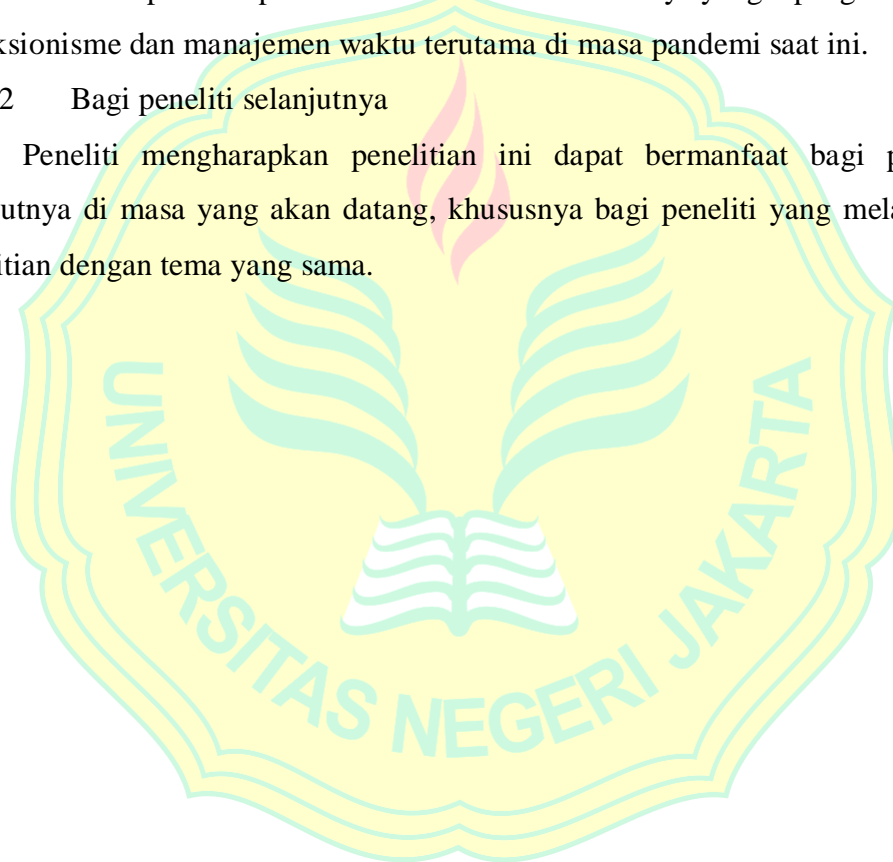 ksionisme dan manajemen waktu terutama di masa pandemi saat ini.
2 Bagi peneliti selanjutnya
Peneliti mengharapkan penelitian ini dapat bermanfaat bagi p
utnya di masa yang akan datang, khususnya bagi peneliti yang mela
itian dengan tema yang sama.
UNIVERSITAS NEGERI JAKARTA